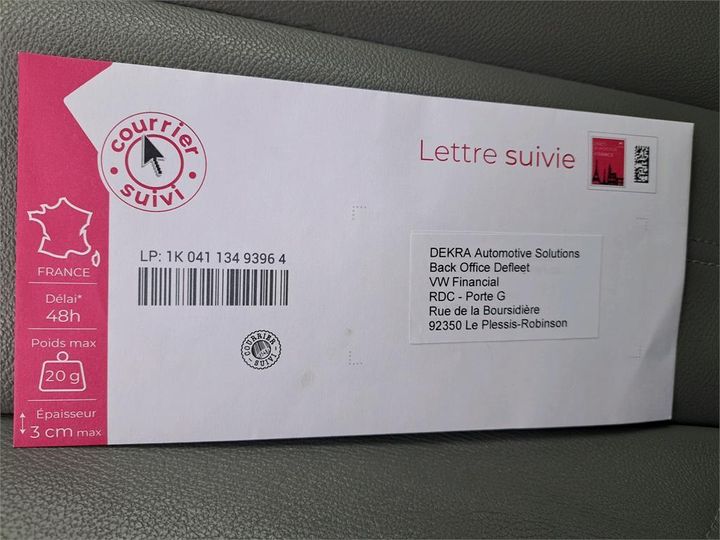 courrier
suivi
Lettre suivie
FRANCE
Délai*
48h
Poids max
20 g
Épaisseur
3 cm max
LP: 1K 041 134 9396 4
COURRIER
SUIVI
DEKRA Automotive Solutions
Back Office Defleet
VW Financial
RDC - Porte G
Rue de la Boursidière
92350 Le Plessis-Robinson